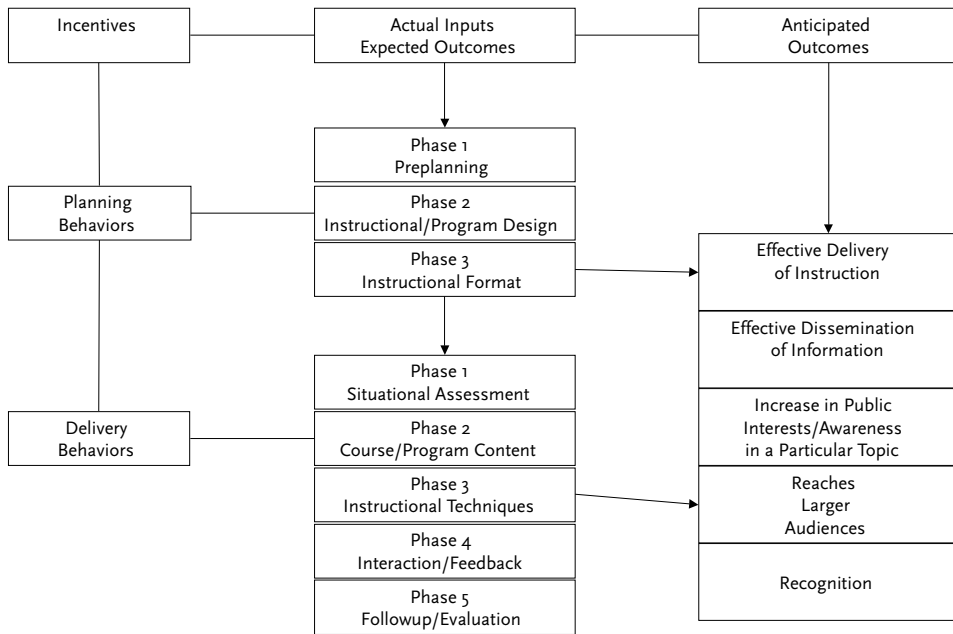 Incentives
Actual Inputs
Expected Outcomes
Anticipated
Outcomes
Phase 1
Preplanning
Planning
Behaviors
Phase 2
Instructional/Program Design
Phase 3
Instructional Format
Effective Delivery
of Instruction
Effective Dissemination
of Information
Phase 1
Situational Assessment
Delivery
Behaviors
Phase 2
Course/Program Content
Increase in Public
Interests/Awareness
in a Particular Topic
Phase 3
Instructional Techniques
Reaches
Larger
Audiences
Phase 4
Interaction/Feedback
Recognition
Phase 5
Followup/Evaluation